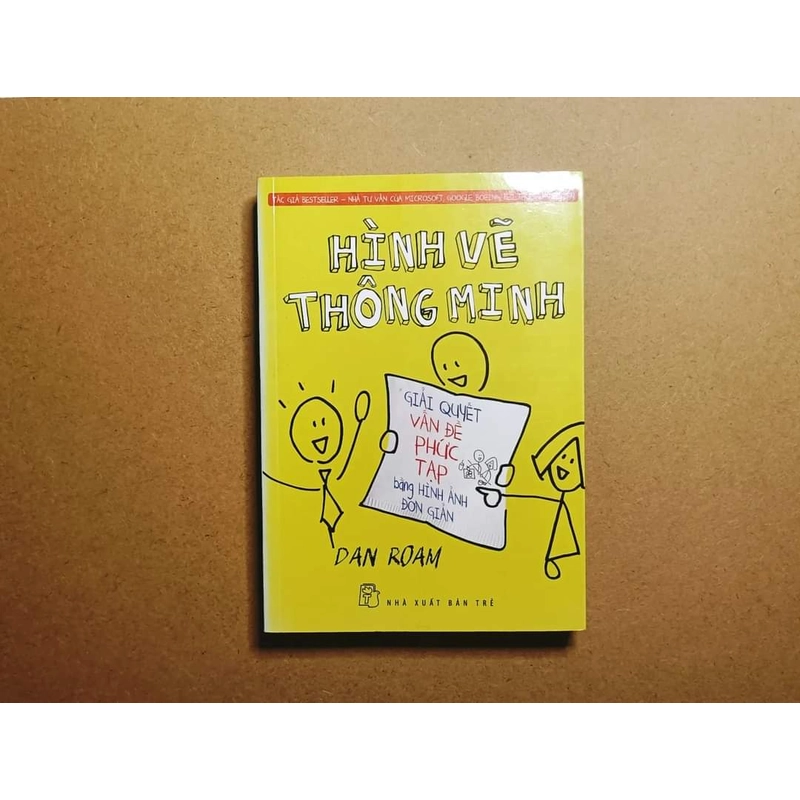 TÁC GIẢ BESTSELLER – NHÀ TƯ VẤN CỦA MICROSOFT, GOOGLE, BOEING,
HÌNH VẼ
THÔNG MINH
GIẢI QUYẾT
VẤN ĐỀ
PHỨC
TẠP
bằng HÌNH ẢNH
ĐƠN GIẢN
DAN ROAM
NHÀ XUẤT BẢN TRẺ